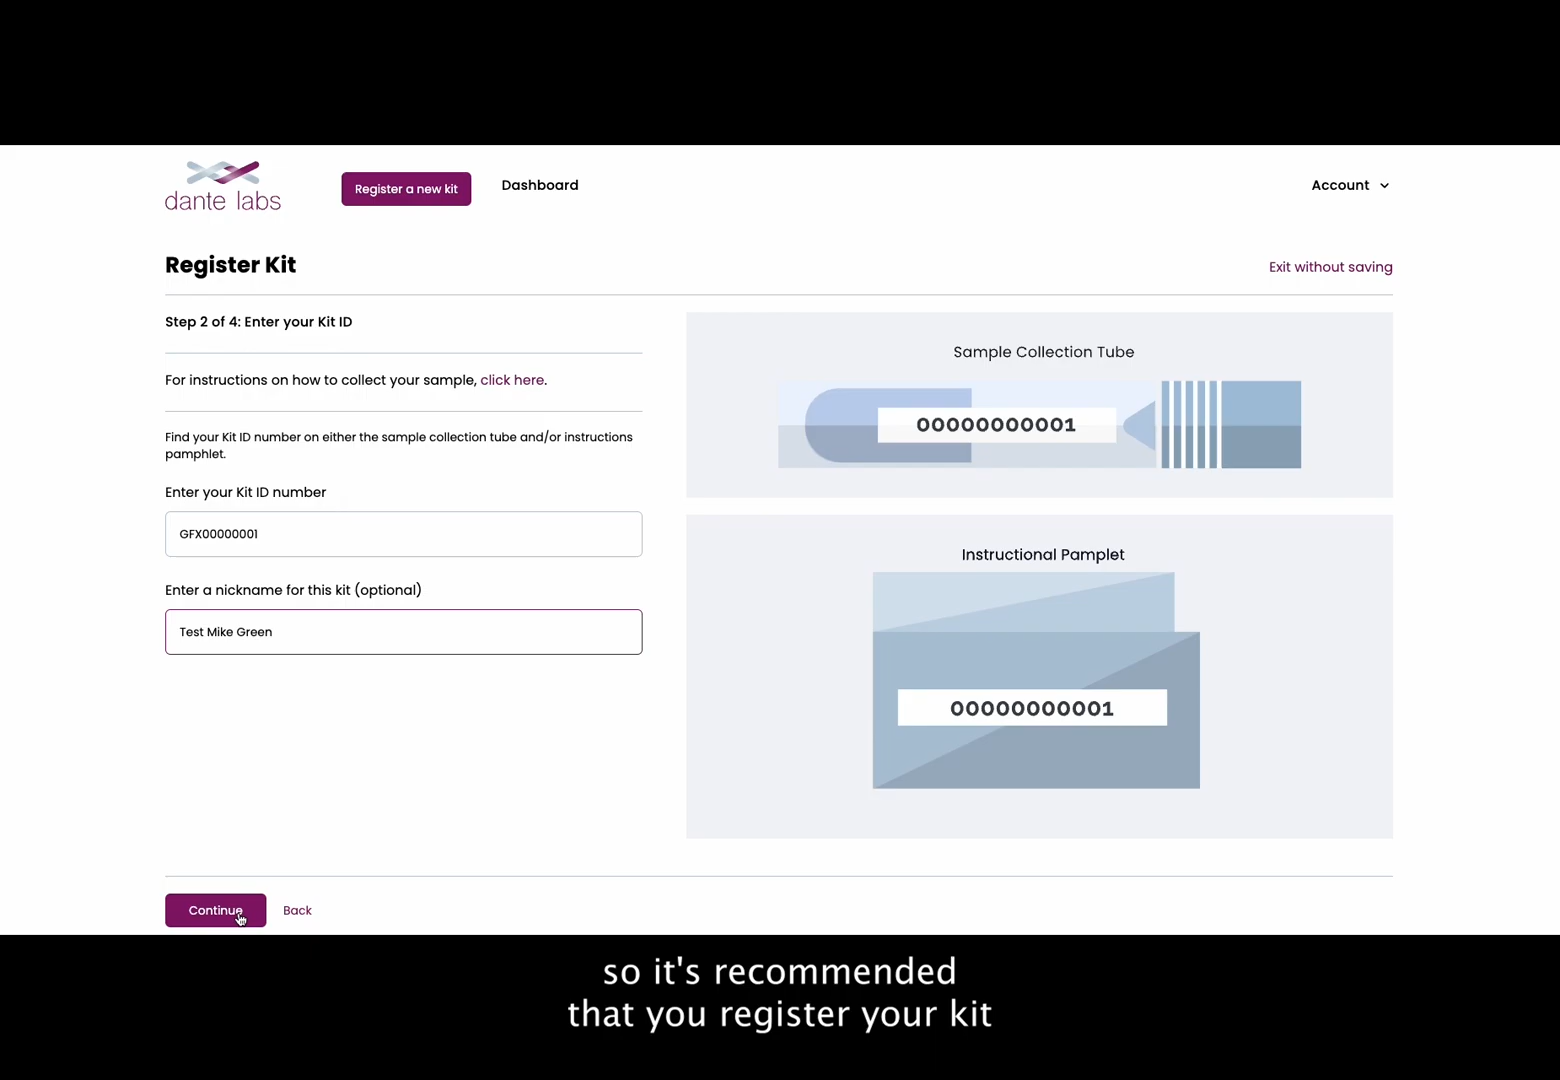 dante labs
Register a new kit
Dashboard
Account
Register Kit
Exit without saving
Step 2 of 4: Enter your Kit ID
For instructions on how to collect your sample, click here.
Find your Kit ID number on either the sample collection tube and/or instructions
pamphlet.
Enter your Kit ID number
GFX00000001
Enter a nickname for this kit (optional)
Test Mike Green
Sample Collection Tube
00000000001
Instructional Pamplet
00000000001
Continue
Back
so it's recommended
that you register your kit